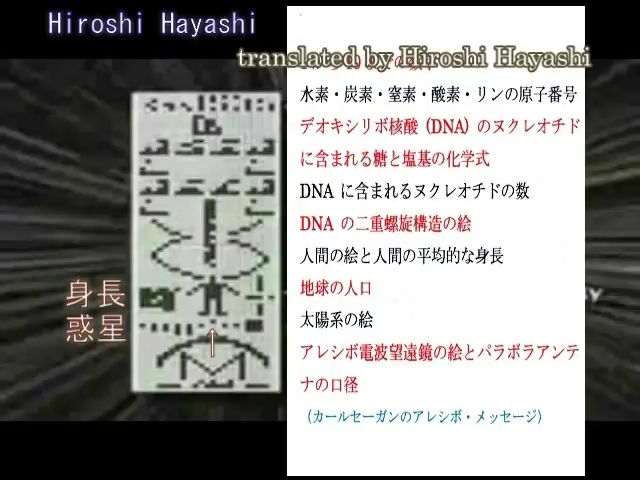 Hiroshi Hayashi
translated by Hiroshi Hayashi
水素・炭素・窒素・酸素・リンの原子番号
デオキシリボ核酸 (DNA) のヌクレオチド
に含まれる糖と塩基の化学式
DNA に含まれるヌクレオチドの数
DNA の二重螺旋構造の絵
人間の絵と人間の平均的な身長
地球の人口
太陽系の絵
アレシボ電波望遠鏡の絵とパラボラアンテ
ナの口径
(カールセーガンのアレシボ・メッセージ)
身長
惑星